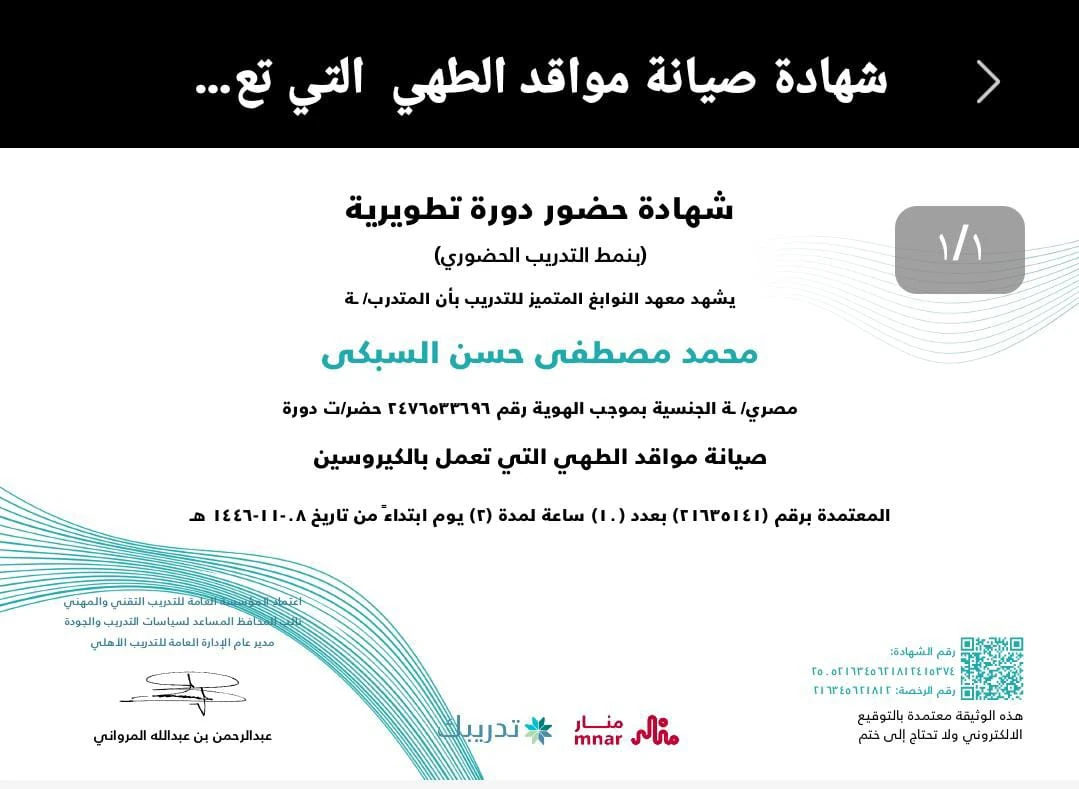 شهادة صيانة مواقد الطهي التي تع...
١/١
شهادة حضور دورة تطويرية
(بنمط التدريب الحضوري)
يشهد معهد النوابغ المتميز للتدريب بأن المتدرب/ـة
محمد مصطفى حسن السبكى
مصري/ـة الجنسية بموجب الهوية رقم ٢٤٧٦٥٣٣٦٩٦ حضر/ت دورة
صيانة مواقد الطهي التي تعمل بالكيروسين
المعتمدة برقم (٢١٦٣٥١٤١) بعدد (١٠) ساعة لمدة (٢) يوم ابتداءً من تاريخ ٠٨-١١-١٤٤٦ هـ
اعتماد المؤسسة العامة للتدريب التقني والمهني
نائب المحافظ المساعد لسياسات التدريب والجودة
مدير عام الإدارة العامة للتدريب الأهلي
عبدالرحمن بن عبدالله المرواني
تدريبك
منار
mnar
رقم الشهادة:
٢٥٠٥٢١٦٣٤٥٦٢١٨١٢٤١٥٣٧٤
رقم الرخصة: ٢١٦٣٤٥٦٢١٨١٢
هذه الوثيقة معتمدة بالتوقيع
الالكتروني ولا تحتاج إلى ختم